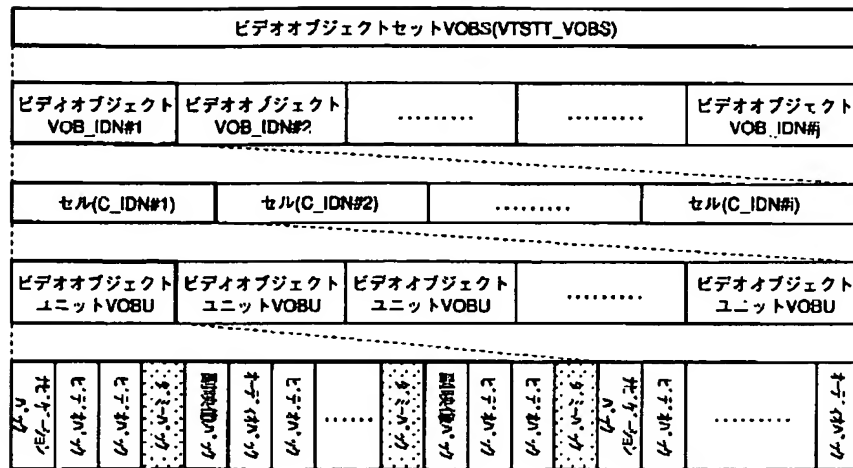 ビデオオブジェクトセットVOBS(VTSTT_VOBS)
ビデオオブジェクト ビデオオブジェクト ビデオオブジェクト
VOB_IDN#1 VOB_IDN#2 ......... ......... VOB_IDN#j
セル(C_IDN#1) セル(C_IDN#2) ......... セル(C_IDN#i)
ビデオオブジェクト ビデオオブジェクト ビデオオブジェクト ビデオオブジェクト
ユニットVOBU ユニットVOBU ユニットVOBU ......... ユニットVOBU
ナビゲーション
パック
ビデオパック
ビデオパック
ダミーパック
副映像パック
オーディオパック
ビデオパック
......
ダミーパック
副映像パック
ビデオパック
ビデオパック
ダミーパック
ナビゲーション
パック
ビデオパック
............
オーディオパック